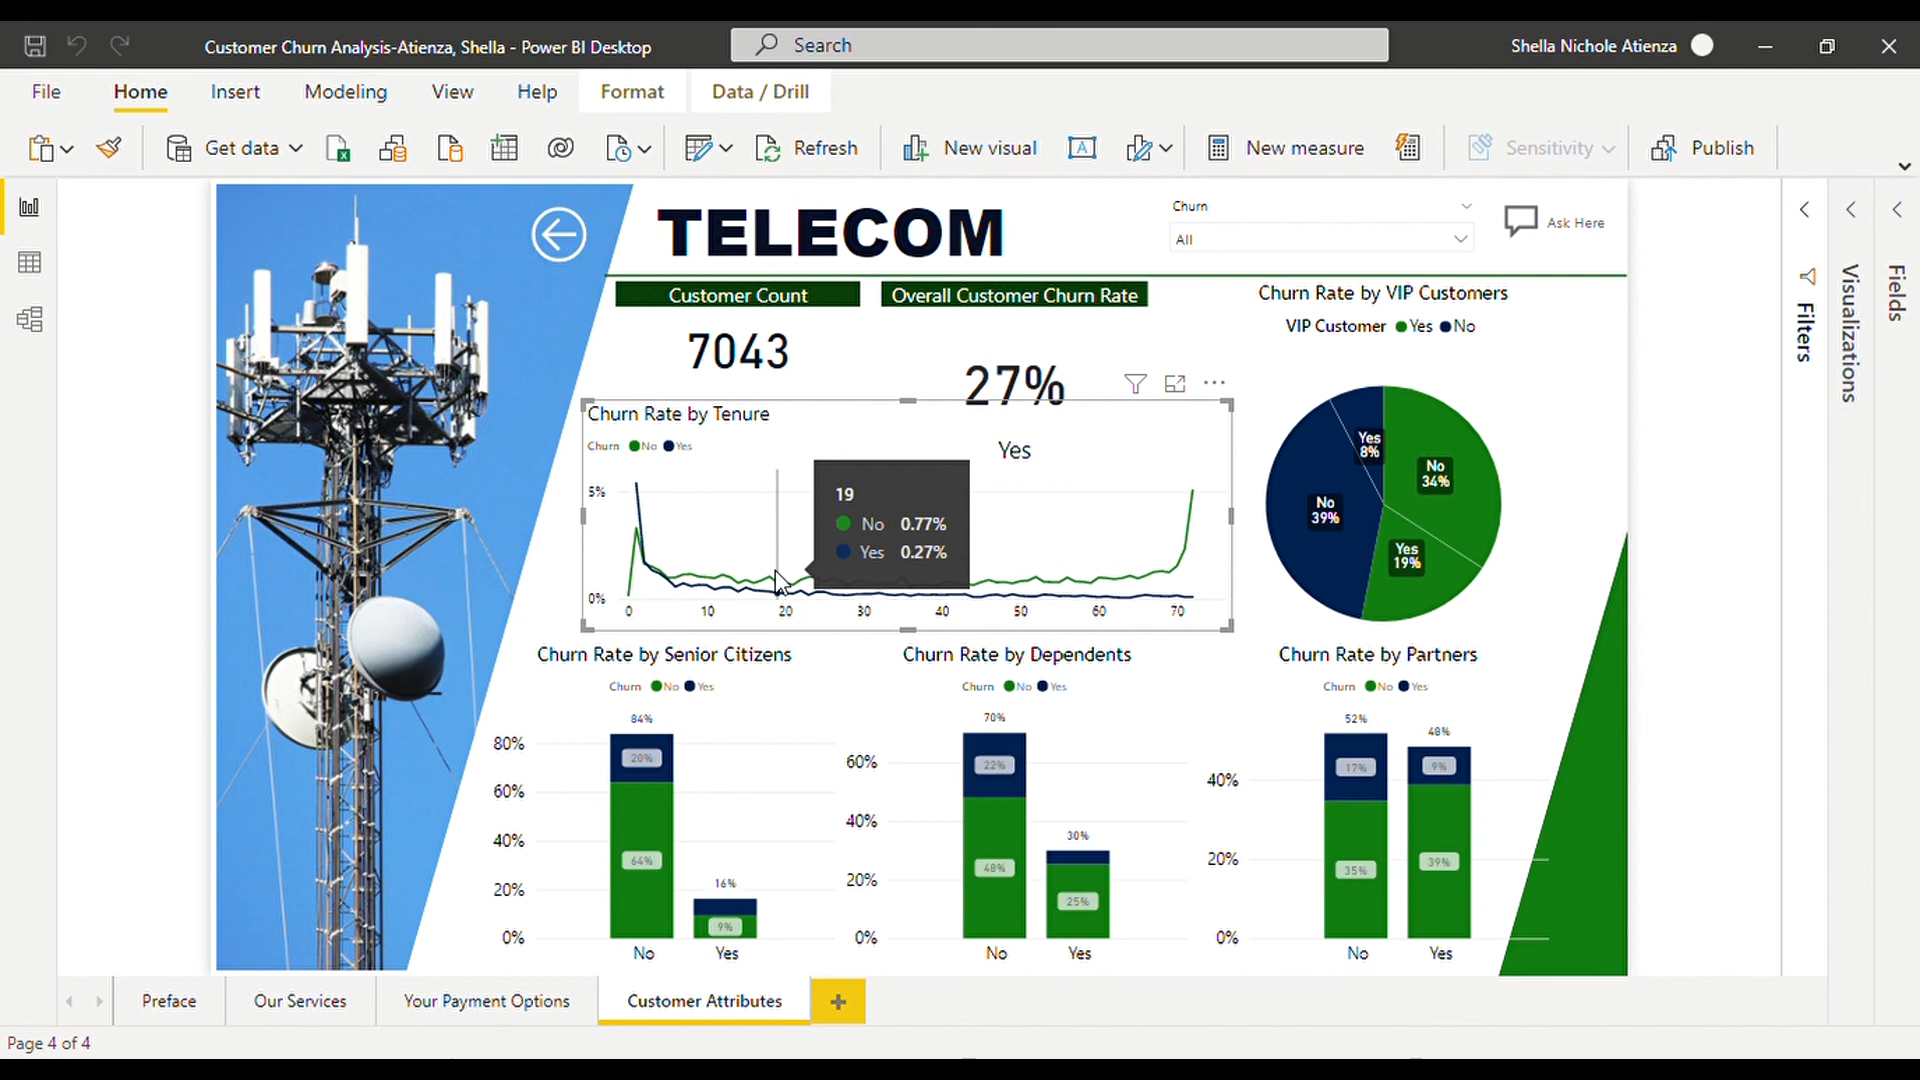 Customer Churn Analysis-Atienza, Shella - Power BI Desktop
Search
Shella Nichole Atienza
File Home Insert Modeling View Help Format Data / Drill
Get data Refresh New visual New measure Sensitivity Publish
TELECOM
Churn
All
Ask Here
Customer Count
7043
Overall Customer Churn Rate
27%
Yes
Churn Rate by VIP Customers
VIP Customer Yes No
Yes
8%
No
34%
No
39%
Yes
19%
Churn Rate by Tenure
Churn No Yes
5%
0%
0 10 20 30 40 50 60 70
19
No 0.77%
Yes 0.27%
Churn Rate by Senior Citizens
Churn No Yes
80%
60%
40%
20%
0%
84%
20%
64%
16%
9%
No Yes
Churn Rate by Dependents
Churn No Yes
60%
40%
20%
0%
70%
22%
48%
30%
25%
No Yes
Churn Rate by Partners
Churn No Yes
40%
20%
0%
52%
17%
35%
48%
9%
39%
No Yes
Filters
Visualizations
Fields
Preface Our Services Your Payment Options Customer Attributes
Page 4 of 4